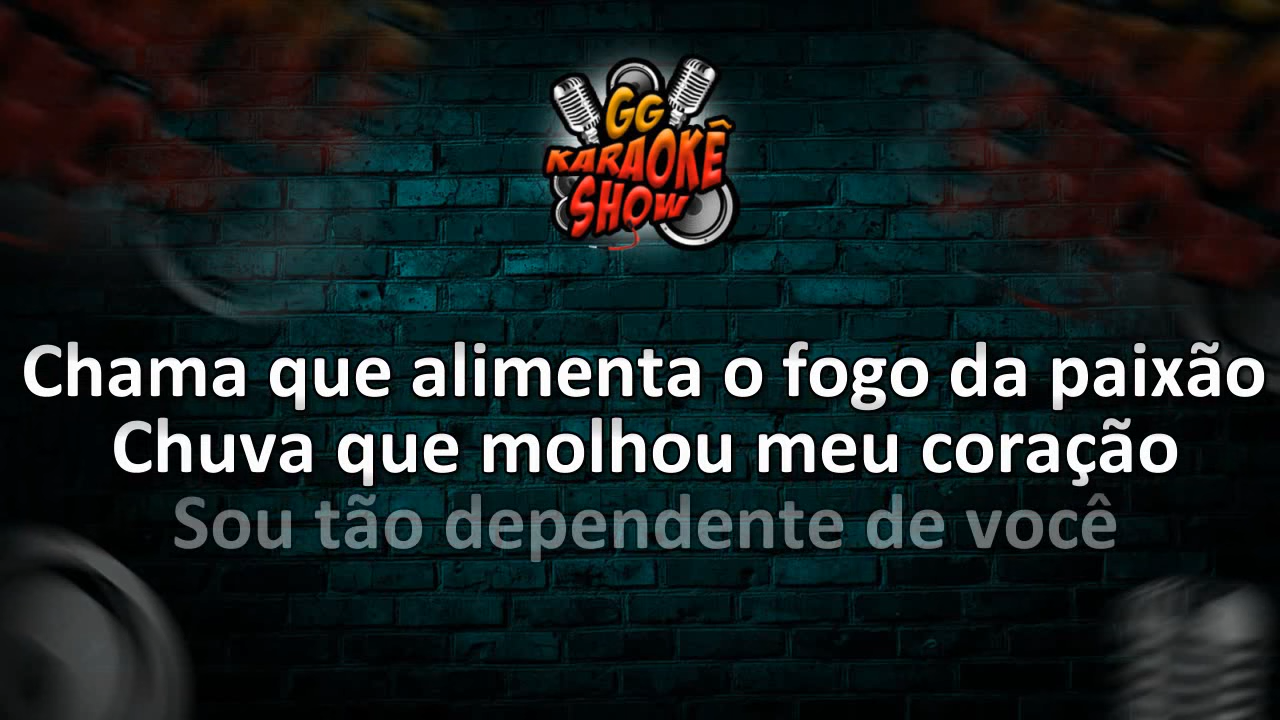 GG
KARAOKÊ
SHOW
Chama que alimenta o fogo da paixão
Chuva que molhou meu coração
Sou tão dependente de você